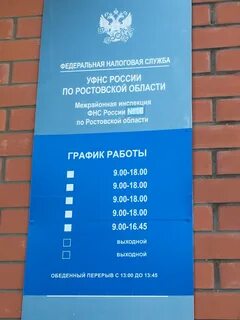 ФЕДЕРАЛЬНАЯ НАЛОГОВАЯ СЛУЖБА
УФНС РОССИИ
ПО РОСТОВСКОЙ ОБЛАСТИ
Межрайонная инспекция
ФНС России
по Ростовской области
ГРАФИК РАБОТЫ
9.00-18.00
9.00-18.00
9.00-18.00
9.00-18.00
9.00-16.45
ВЫХОДНОЙ
ВЫХОДНОЙ
ОБЕДЕННЫЙ ПЕРЕРЫВ С 13:00 ДО 13:45